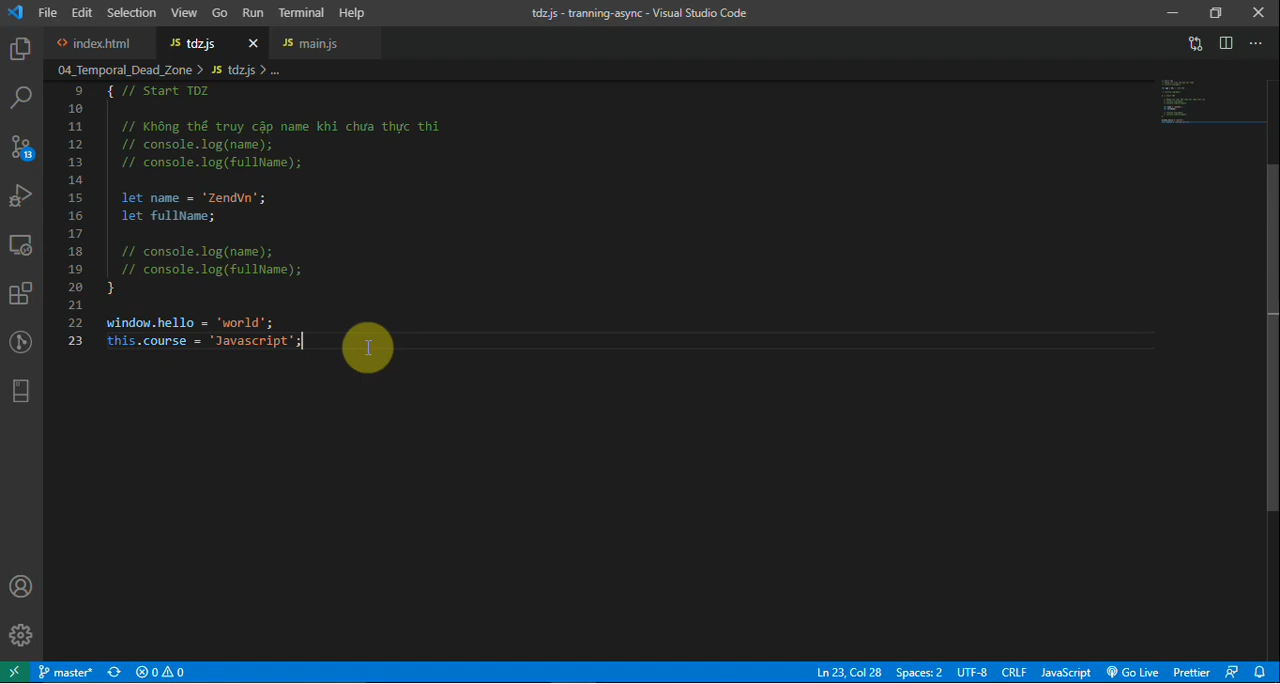 File Edit Selection View Go Run Terminal Help tdz.js - tranning-async - Visual Studio Code
index.html JS tdz.js JS main.js
04_Temporal_Dead_Zone > JS tdz.js > ...
9 { // Start TDZ
10
11 // Không thể truy cập name khi chưa thực thi
12 // console.log(name);
13 // console.log(fullName);
14
15 let name = 'ZendVn';
16 let fullName;
17
18 // console.log(name);
19 // console.log(fullName);
20 }
21
22 window.hello = 'world';
23 this.course = 'Javascript';
13
master* 0 0 Ln 23, Col 28 Spaces: 2 UTF-8 CRLF JavaScript Go Live Prettier